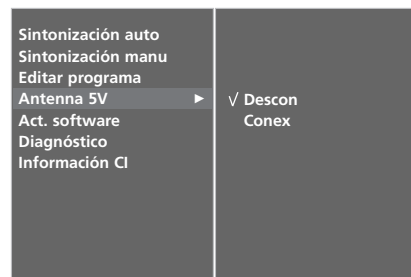 Sintonización auto
Sintonización manu
Editar programa
Antenna 5V ►
√ Descon
Act. software
Conex
Diagnóstico
Información CI